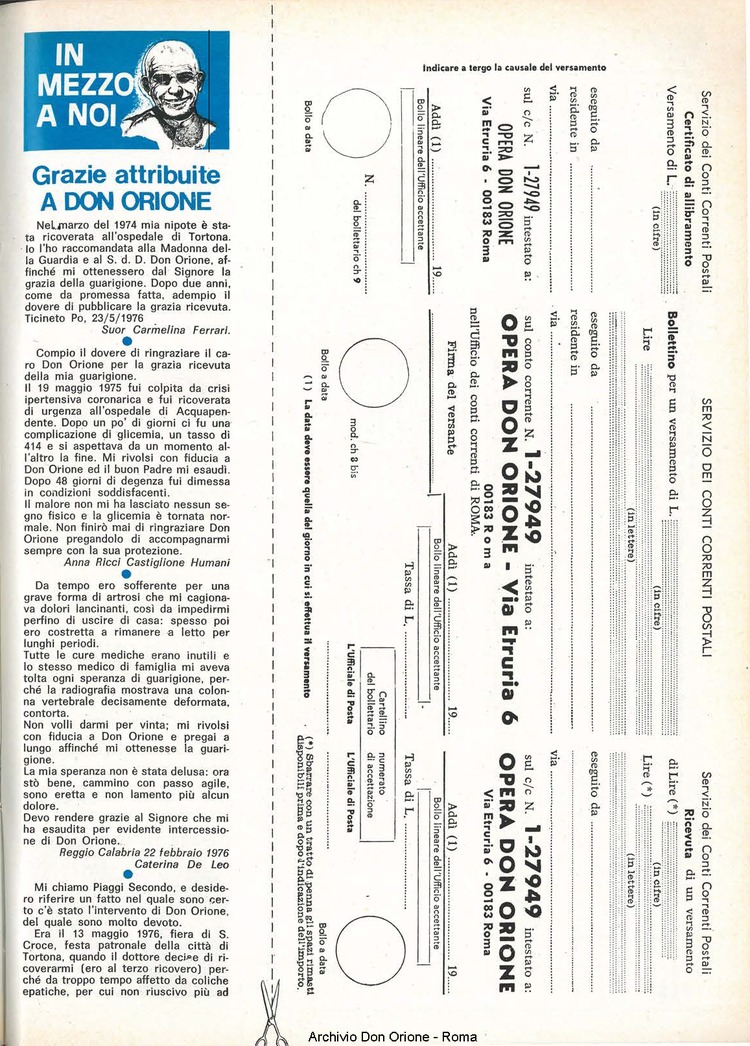 IN
MEZZO
A NOI
Grazie attribuite
A DON ORIONE
Nel marzo del 1974 mia nipote è sta-
ta ricoverata all'ospedale di Tortona.
Io l'ho raccomandata alla Madonna del-
la Guardia e al S. d. D. Don Orione, af-
finché mi ottenessero dal Signore la
grazia della guarigione. Dopo due anni,
come da promessa fatta, adempio il
dovere di pubblicare la grazia ricevuta.
Ticineto Po, 23/5/1976
Suor Carmelina Ferrari.
Compio il dovere di ringraziare il ca-
ro Don Orione per la grazia ricevuta
della mia guarigione.
Il 19 maggio 1975 fui colpita da crisi
ipertensiva coronarica e fui ricoverata
di urgenza all'ospedale di Acquapen-
dente. Dopo un po' di giorni ci fu una
complicazione di glicemia, un tasso di
414 e si aspettava da un momento al-
l'altro la fine. Mi rivolsi con fiducia a
Don Orione ed il buon Padre mi esaudì.
Dopo 48 giorni di degenza fui dimessa
in condizioni soddisfacenti.
Il malore non mi ha lasciato nessun se-
gno fisico e la glicemia è tornata nor-
male. Non finirò mai di ringraziare Don
Orione pregandolo di accompagnarmi
sempre con la sua protezione.
Anna Ricci Castiglione Humani
Da tempo ero sofferente per una
grave forma di artrosi che mi cagiona-
va dolori lancinanti, così da impedirmi
perfino di uscire di casa: spesso poi
ero costretta a rimanere a letto per
lunghi periodi.
Tutte le cure mediche erano inutili e
lo stesso medico di famiglia mi aveva
tolta ogni speranza di guarigione, per-
ché la radiografia mostrava una colon-
na vertebrale decisamente deformata,
contorta.
Non volli darmi per vinta; mi rivolsi
con fiducia a Don Orione e pregai a
lungo affinché mi ottenesse la guari-
gione.
La mia speranza non è stata delusa: ora
stò bene, cammino con passo agile,
sono eretta e non lamento più alcun
dolore.
Devo rendere grazie al Signore che mi
ha esaudita per evidente intercessio-
ne di Don Orione.
Reggio Calabria 22 febbraio 1976
Caterina De Leo
Mi chiamo Piaggi Secondo, e deside-
ro riferire un fatto nel quale sono cer-
to c'è stato l'intervento di Don Orione,
del quale sono molto devoto.
Era il 13 maggio 1976, fiera di S.
Croce, festa patronale della città di
Tortona, quando il dottore decise di ri-
coverarmi (ero al terzo ricovero) per-
ché da troppo tempo affetto da coliche
epatiche, per cui non riuscivo più ad
Indicare a tergo la causale del versamento
Servizio dei Conti Correnti Postali
Certificato di allibramento
Versamento di L.
(in cifre)
eseguito da
residente in
via
sul c/c N. 1-27949 intestato a:
OPERA DON ORIONE
Via Etruria 6 - 00183 Roma
Addì (1) 19
Bollo lineare dell'Ufficio accettante
N.
del bollettario ch 9
Bollo a data
SERVIZIO DEI CONTI CORRENTI POSTALI
Bollettino per un versamento di L.
(in cifre)
Lire
(in lettere)
eseguito da
residente in
via
sul conto corrente N. 1-27949 intestato a:
OPERA DON ORIONE - Via Etruria 6
00183 Roma
nell'Ufficio dei conti correnti di ROMA.
Firma del versante
Addì (1) 19
Bollo lineare dell'Ufficio accettante
Tassa di L.
Cartellino
del bollettario
L'Ufficiale di Posta
mod. ch 8 bis
Bollo a data
(1) La data deve essere quella del giorno in cui si effettua il versamento
Servizio dei Conti Correnti Postali
Ricevuta di un versamento
di Lire (*)
(in cifre)
Lire (*)
(in lettere)
eseguito da
via
sul c/c N. 1-27949 intestato a:
OPERA DON ORIONE
Via Etruria 6 - 00183 Roma
Addì (1) 19
Bollo lineare dell'Ufficio accettante
Tassa di L.
numerato
di accettazione
L'Ufficiale di Posta
Bollo a data
(*) Sbarrare con un tratto di penna gli spazi rimasti
disponibili prima e dopo l'indicazione dell'importo.
Archivio Don Orione - Roma